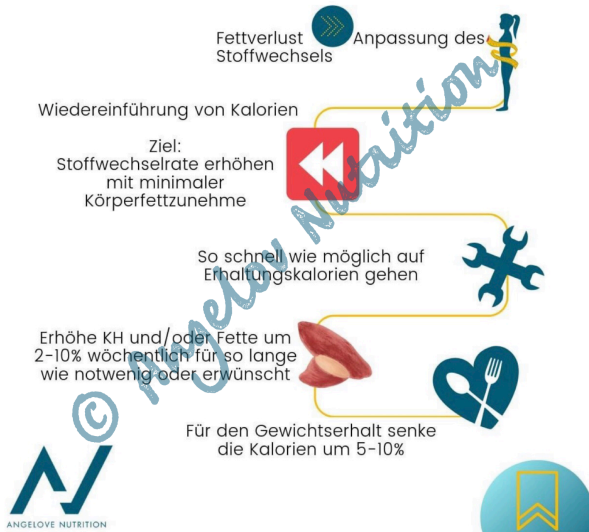 Fettverlust Anpassung des
Stoffwechsels
Wiedereinführung von Kalorien
Ziel:
Stoffwechselrate erhöhen
mit minimaler
Körperfettzunehme
So schnell wie möglich auf
Erhaltungskalorien gehen
Erhöhe KH und/oder Fette um
2-10% wöchentlich für so lange
wie notwenig oder erwünscht
Für den Gewichtserhalt senke
die Kalorien um 5-10%
© Angelov Nutrition
ANGELOVE NUTRITION